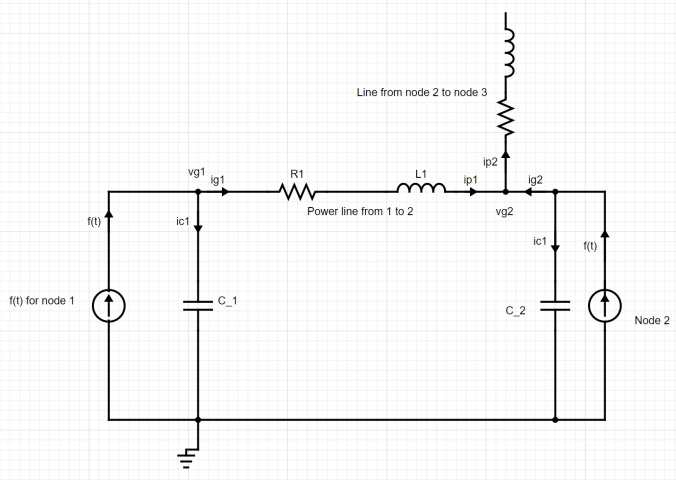 Line from node 2 to node 3
ip2
vg1
ig1
R1
L1
ip1
ig2
Power line from 1 to 2
vg2
f(t)
ic1
ic1
f(t)
f(t) for node 1
C_1
C_2
Node 2